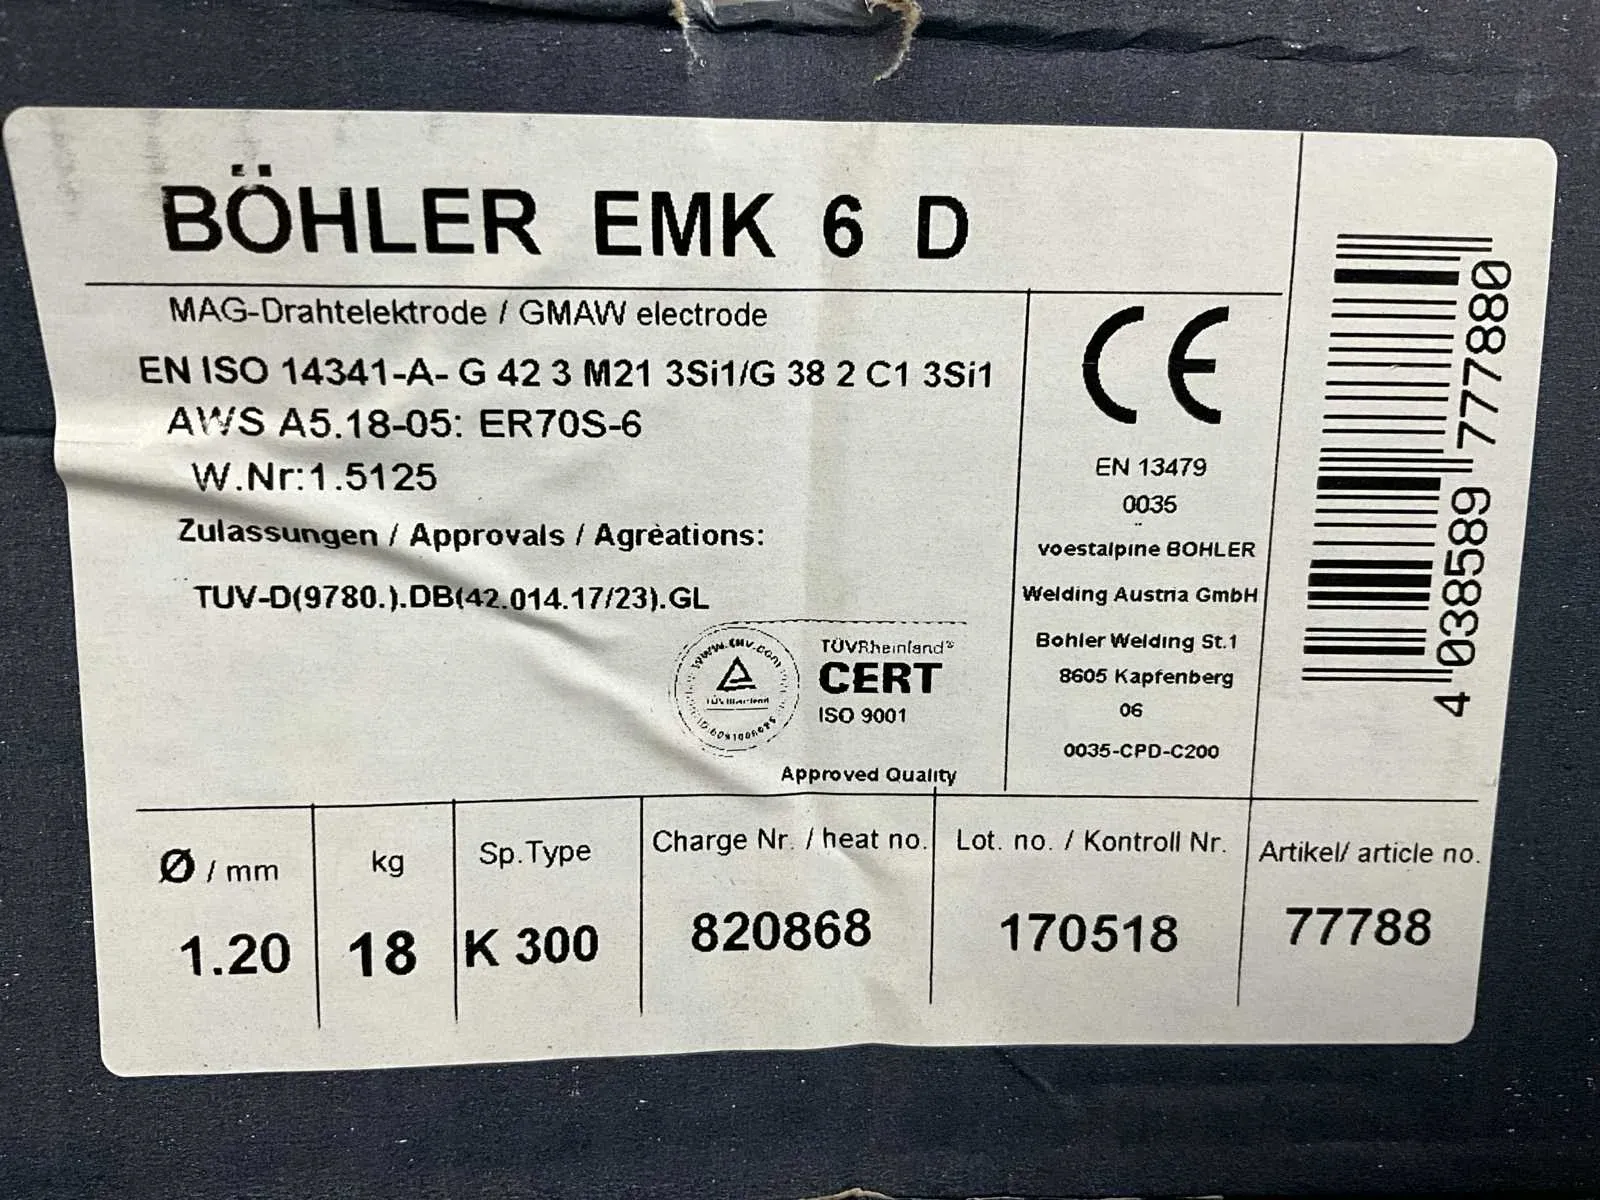 BÖHLER EMK 6 D
MAG-Drahtelektrode / GMAW electrode
EN ISO 14341-A- G 42 3 M21 3Si1/G 38 2 C1 3Si1
AWS A5.18-05: ER70S-6
W.Nr:1.5125
Zulassungen / Approvals / Agrèations:
TUV-D(9780.).DB(42.014.17/23).GL
TÜVRheinland®
CERT
ISO 9001
Approved Quality
CE
EN 13479
0035
voestalpine BÖHLER
Welding Austria GmbH
Bohler Welding St.1
8605 Kapfenberg
06
0035-CPD-C200
4 038589 777880
Ø / mm
1.20
kg
18
Sp.Type
K 300
Charge Nr. / heat no.
820868
Lot. no. / Kontroll Nr.
170518
Artikel/ article no.
77788